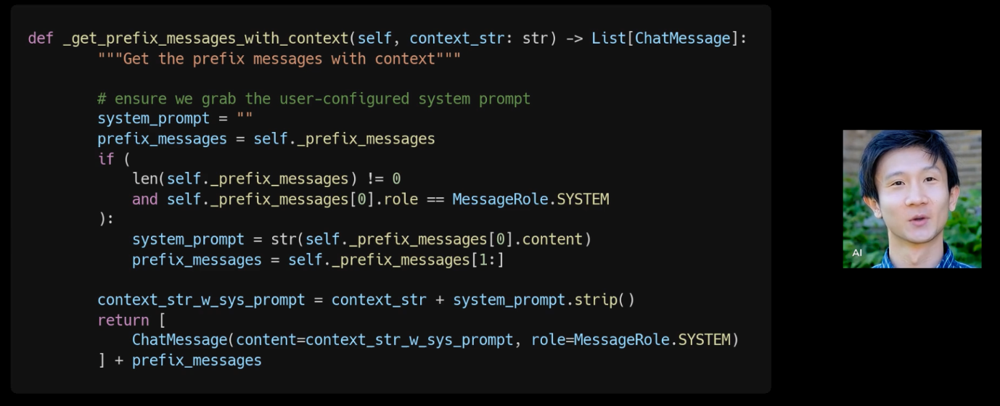 def _get_prefix_messages_with_context(self, context_str: str) -> List[ChatMessage]:
"""Get the prefix messages with context"""
# ensure we grab the user-configured system prompt
system_prompt = ""
prefix_messages = self._prefix_messages
if (
len(self._prefix_messages) != 0
and self._prefix_messages[0].role == MessageRole.SYSTEM
):
system_prompt = str(self._prefix_messages[0].content)
prefix_messages = self._prefix_messages[1:]
context_str_w_sys_prompt = context_str + system_prompt.strip()
return [
ChatMessage(content=context_str_w_sys_prompt, role=MessageRole.SYSTEM)
] + prefix_messages
AI